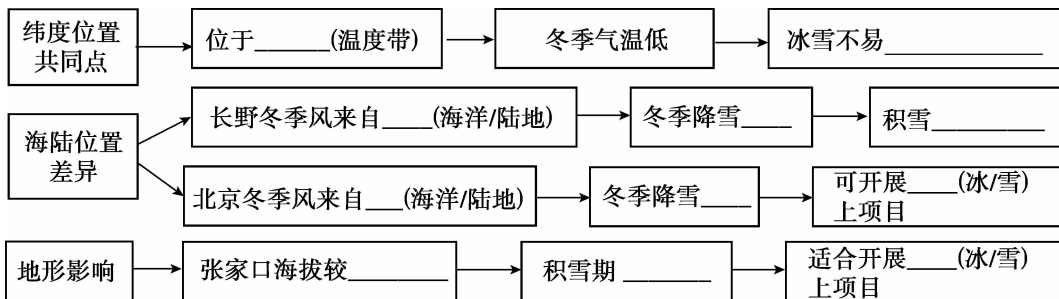 纬度位置
共同点
位于______(温度带)
冬季气温低
冰雪不易____________
海陆位置
差异
长野冬季风来自____(海洋/陆地)
冬季降雪____
积雪_________
北京冬季风来自___(海洋/陆地)
冬季降雪____
可开展____(冰/雪)
上项目
地形影响
张家口海拔较________
积雪期_______
适合开展____(冰/雪)
上项目